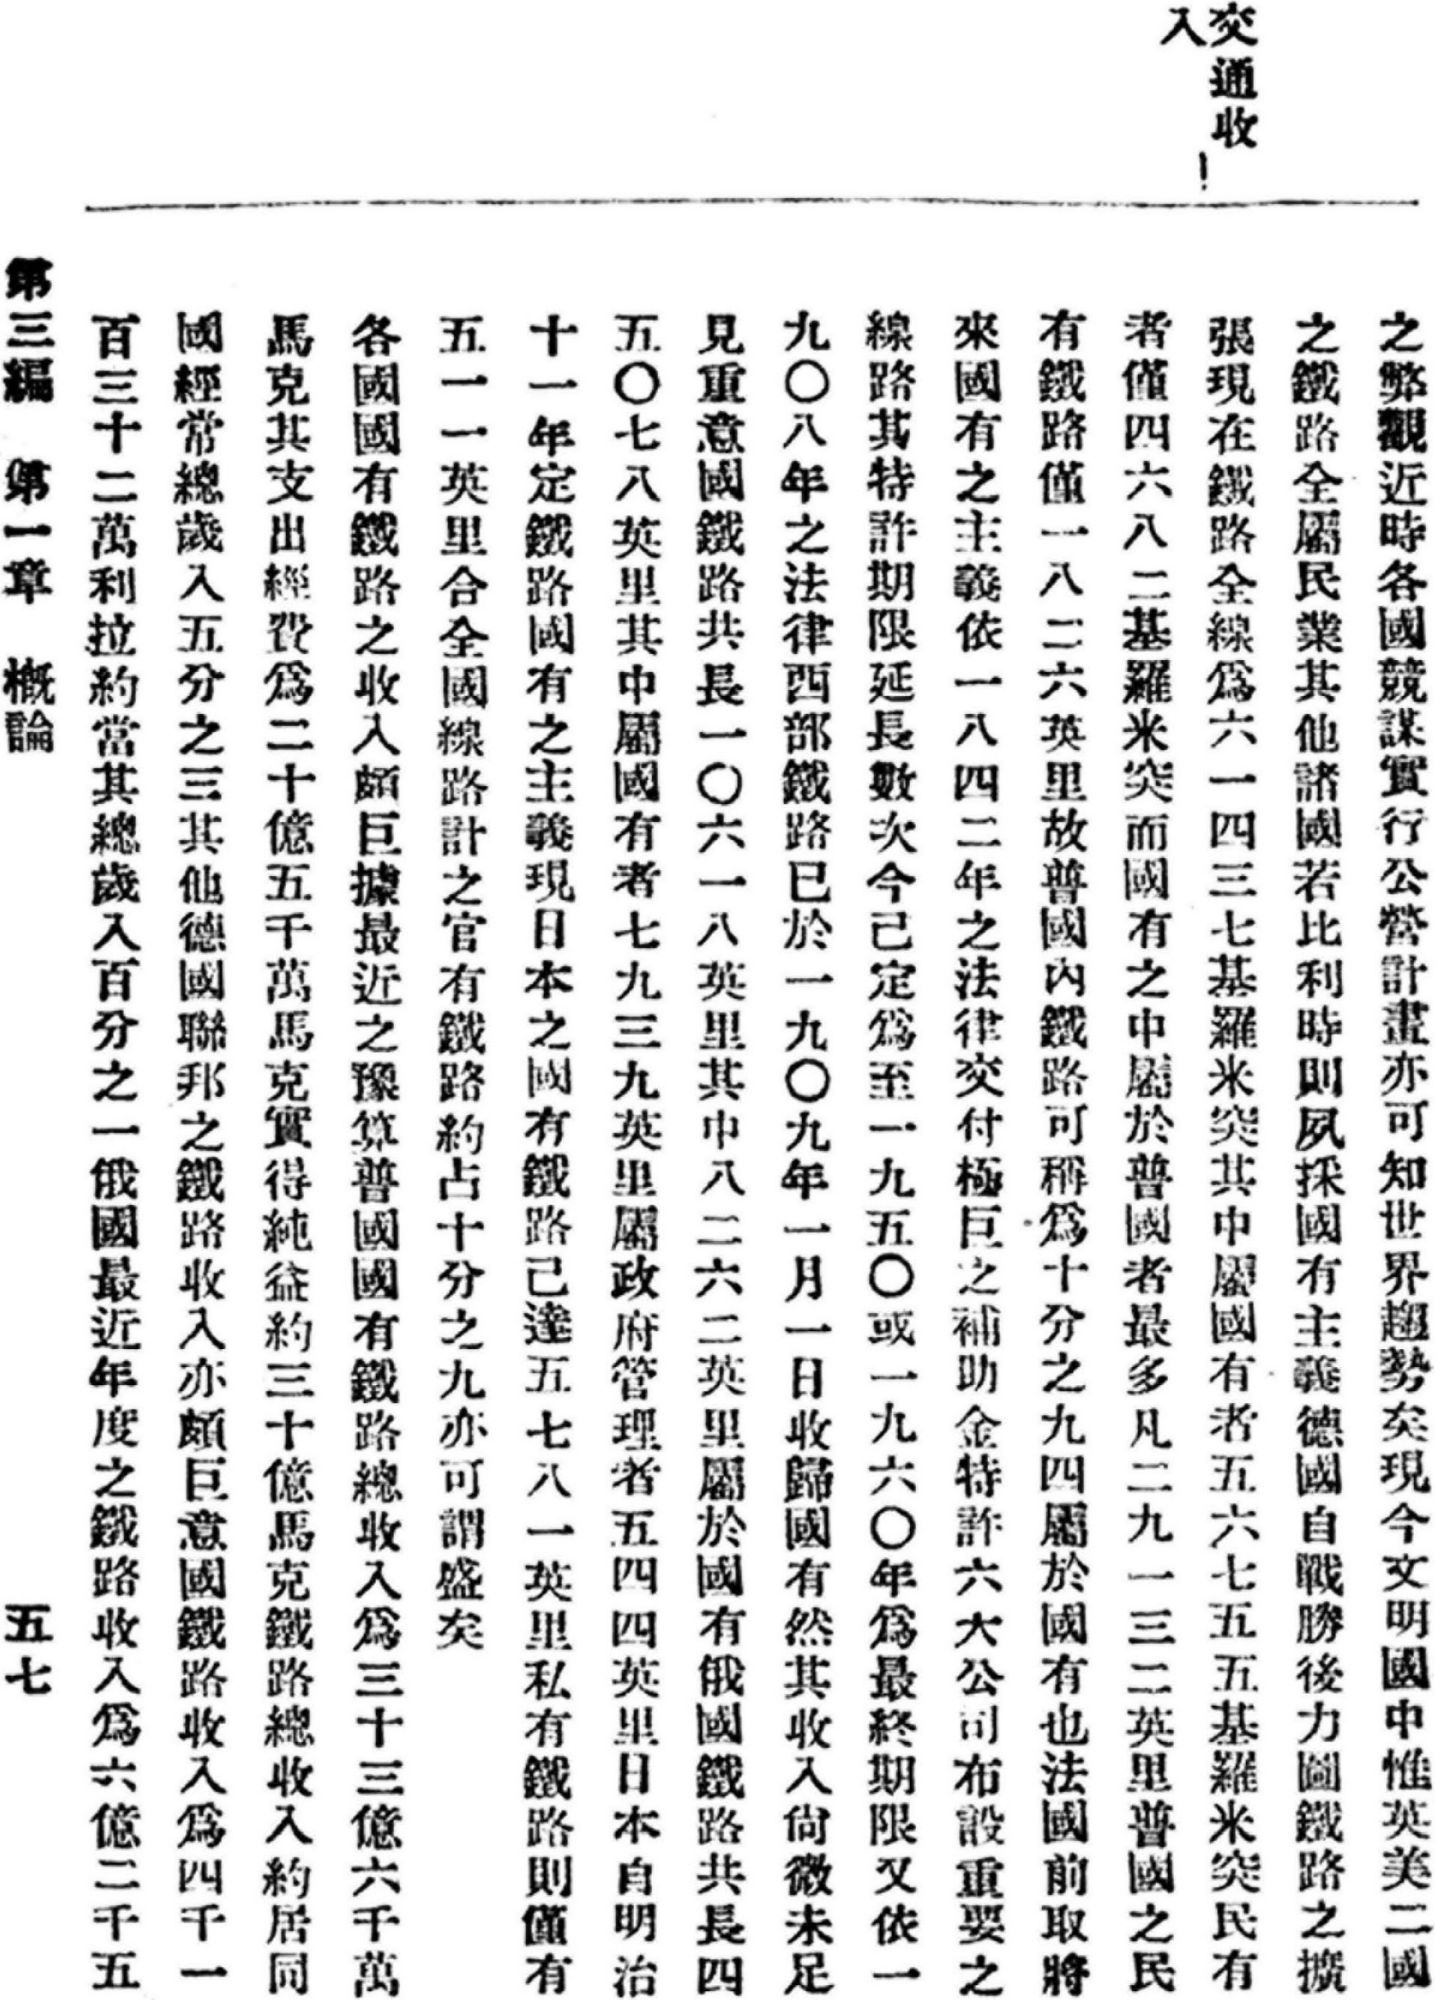 交通收
入
之弊觀近時各國競謀實行公營計畫亦可知世界趨勢矣現今文明國中惟英美二國
之鐵路全屬民業其他諸國若比利時則夙採國有主義德國自戰勝後力圖鐵路之擴
張現在鐵路全線爲六一四三七基羅米突其中屬國有者五六七五五基羅米突民有
者僅四六八二基羅米突而國有之中屬於普國者最多凡二九一三二英里普國之民
有鐵路僅一八二六英里故普國內鐵路可稱爲十分之九四屬於國有也法國前取將
來國有之主義依一八四二年之法律交付極巨之補助金特許六大公司布設重要之
線路其特許期限延長數次今己定爲至一九五〇或一九六〇年爲最終期限又依一
九〇八年之法律西部鐵路已於一九〇九年一月一日收歸國有然其收入尙微未足
見重意國鐵路共長一〇六一八英里其中八二六二英里屬於國有俄國鐵路共長四
五〇七八英里其中屬國有者七九三九英里屬政府管理者五四四英里日本自明治
十一年定鐵路國有之主義現日本之國有鐵路己達五七八一英里私有鐵路則僅有
五一一英里合全國線路計之官有鐵路約占十分之九亦可謂盛矣
各國國有鐵路之收入頗巨據最近之豫算普國國有鐵路總收入爲三十三億六千萬
馬克其支出經費爲二十億五千萬馬克實得純益約三十億馬克鐵路總收入約居同
國經常總歲入五分之三其他德國聯邦之鐵路收入亦頗巨意國鐵路收入爲四千一
百三十二萬利拉約當其總歲入百分之一俄國最近年度之鐵路收入爲六億二千五
第三編　第一章　概論　五七